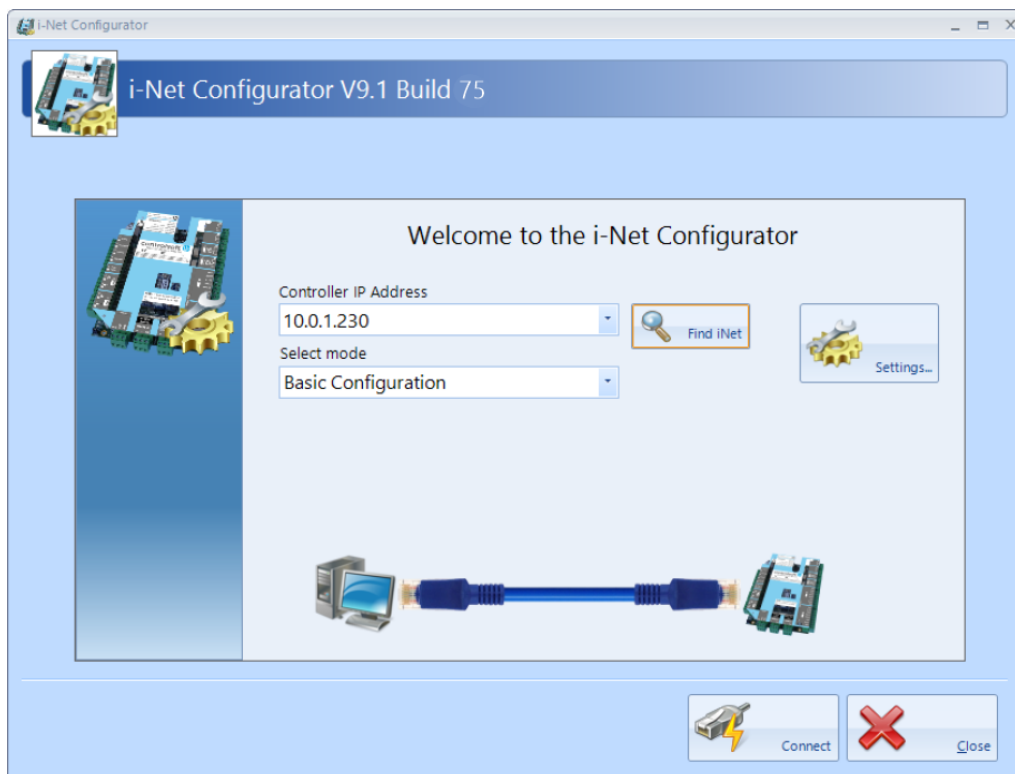 i-Net Configurator
i-Net Configurator V9.1 Build 75
Welcome to the i-Net Configurator
Controller IP Address
10.0.1.230
Find iNet
Settings...
Select mode
Basic Configuration
Connect
Close